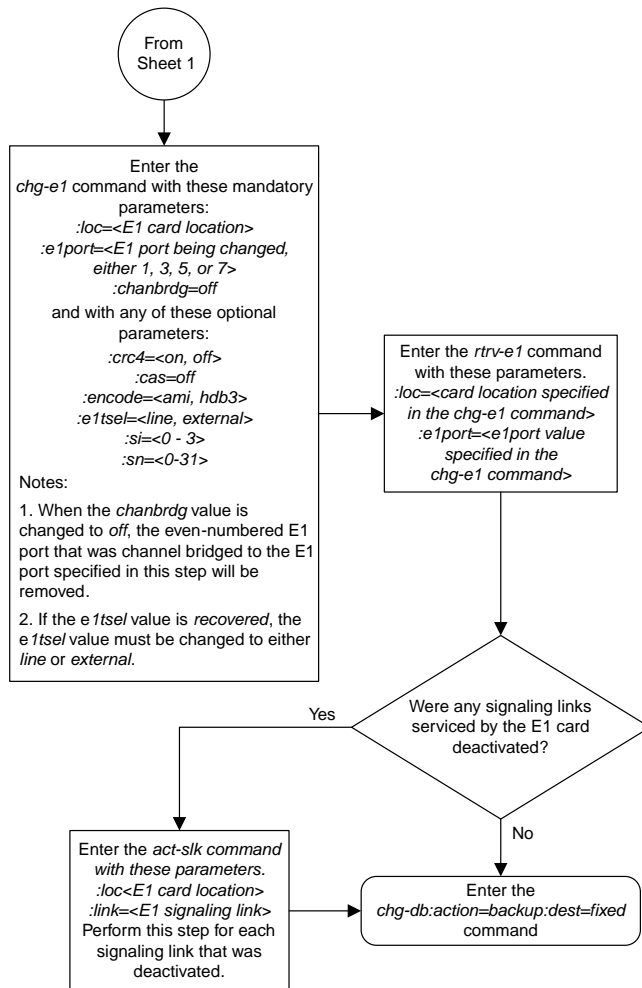 From
Sheet 1
Enter the
chg-e1 command with these mandatory
parameters:
:loc=<E1 card location>
:e1port=<E1 port being changed,
either 1, 3, 5, or 7>
:chanbrdg=off
and with any of these optional
parameters:
:crc4=<on, off>
:cas=off
:encode=<ami, hdb3>
:e1tsel=<line, external>
:si=<0 - 3>
:sn=<0-31>
Notes:
1. When the chanbrdg value is
changed to off, the even-numbered E1
port that was channel bridged to the E1
port specified in this step will be
removed.
2. If the e1tsel value is recovered, the
e1tsel value must be changed to either
line or external.
Enter the rtrv-e1 command
with these parameters.
:loc=<card location specified
in the chg-e1 command>
:e1port=<e1port value
specified in the
chg-e1 command>
Were any signaling links
serviced by the E1 card
deactivated?
Yes
No
Enter the act-slk command
with these parameters.
:loc<E1 card location>
:link=<E1 signaling link>
Perform this step for each
signaling link that was
deactivated.
Enter the
chg-db:action=backup:dest=fixed
command